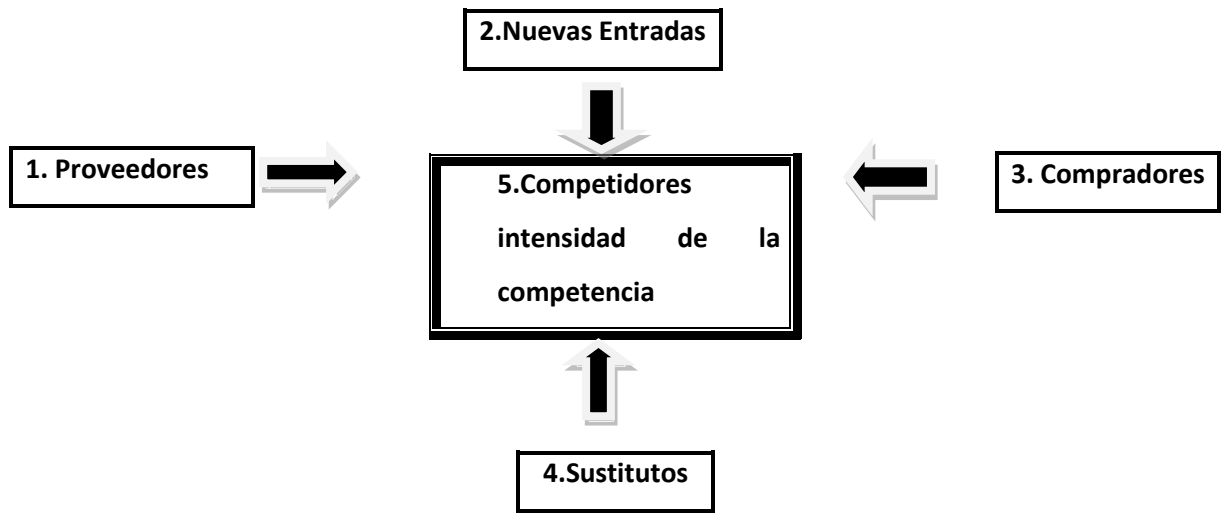 2.Nuevas Entradas
1. Proveedores
5.Competidores
intensidad de la
competencia
3. Compradores
4.Sustitutos